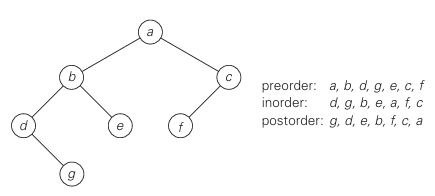 a
b
c
d
e
f
g
preorder: a, b, d, g, e, c, f
inorder: d, g, b, e, a, f, c
postorder: g, d, e, b, f, c, a